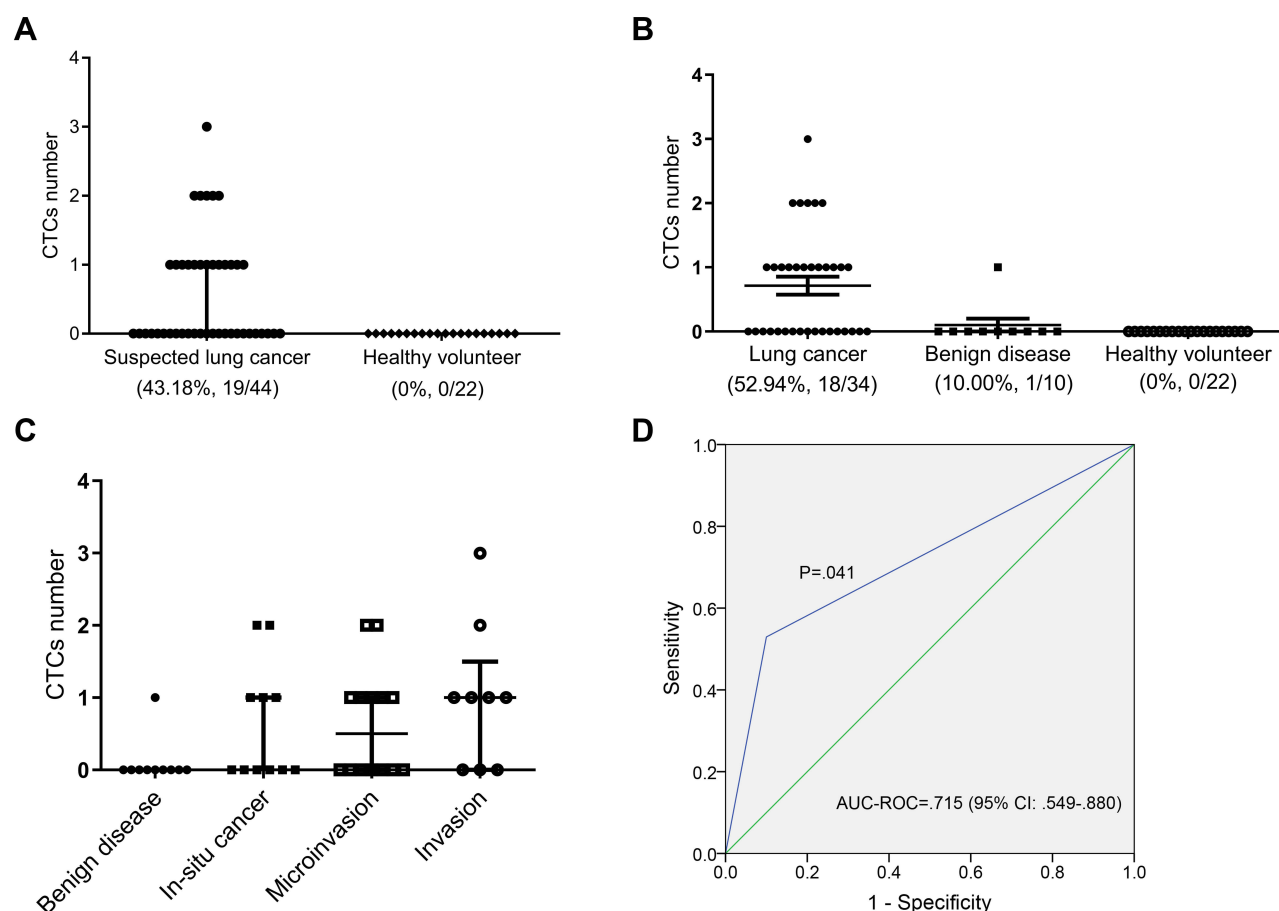 A
4
3
2
1
0
CTCs number
Suspected lung cancer
(43.18%, 19/44)
Healthy volunteer
(0%, 0/22)
B
4
3
2
1
0
CTCs number
Lung cancer
(52.94%, 18/34)
Benign disease
(10.00%, 1/10)
Healthy volunteer
(0%, 0/22)
C
4
3
2
1
0
CTCs number
Benign disease
In-situ cancer
Microinvasion
Invasion
D
1.0
0.8
0.6
0.4
0.2
0.0
Sensitivity
P=.041
AUC-ROC=.715 (95% CI: .549-.880)
0.0 0.2 0.4 0.6 0.8 1.0
1 - Specificity